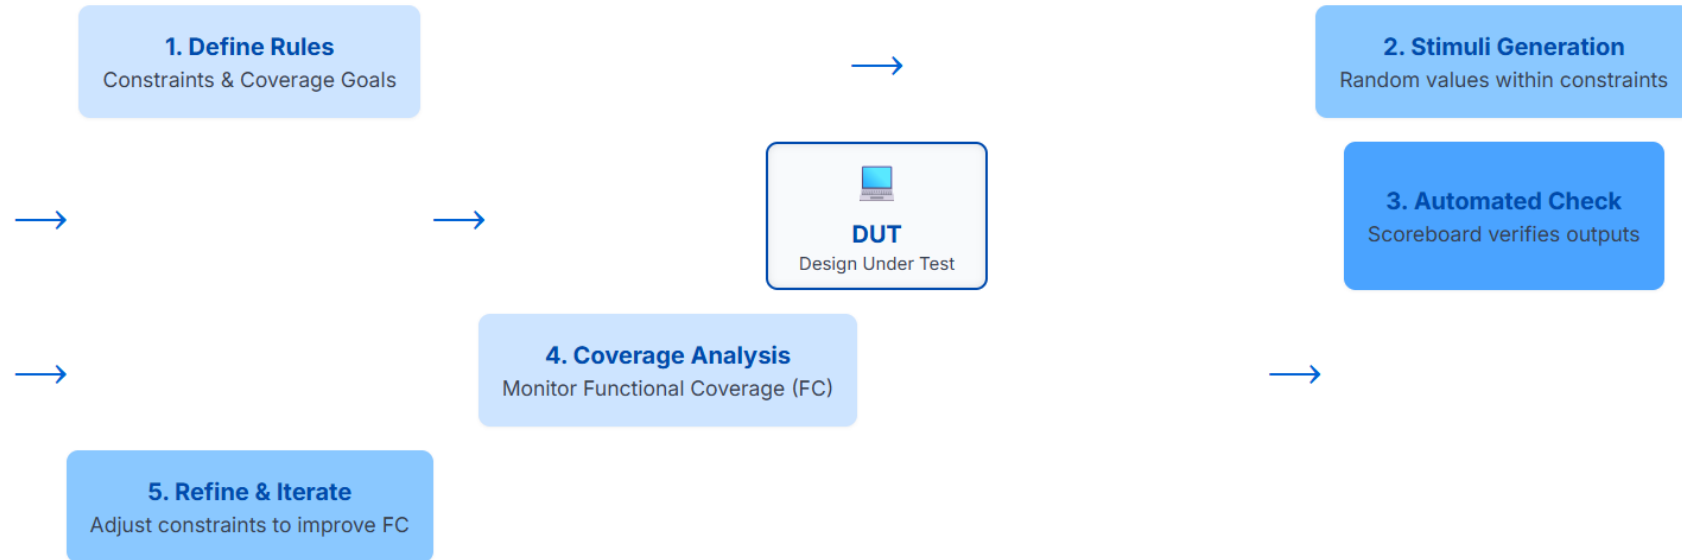 1. Define Rules
Constraints & Coverage Goals
2. Stimuli Generation
Random values within constraints
DUT
Design Under Test
3. Automated Check
Scoreboard verifies outputs
4. Coverage Analysis
Monitor Functional Coverage (FC)
5. Refine & Iterate
Adjust constraints to improve FC